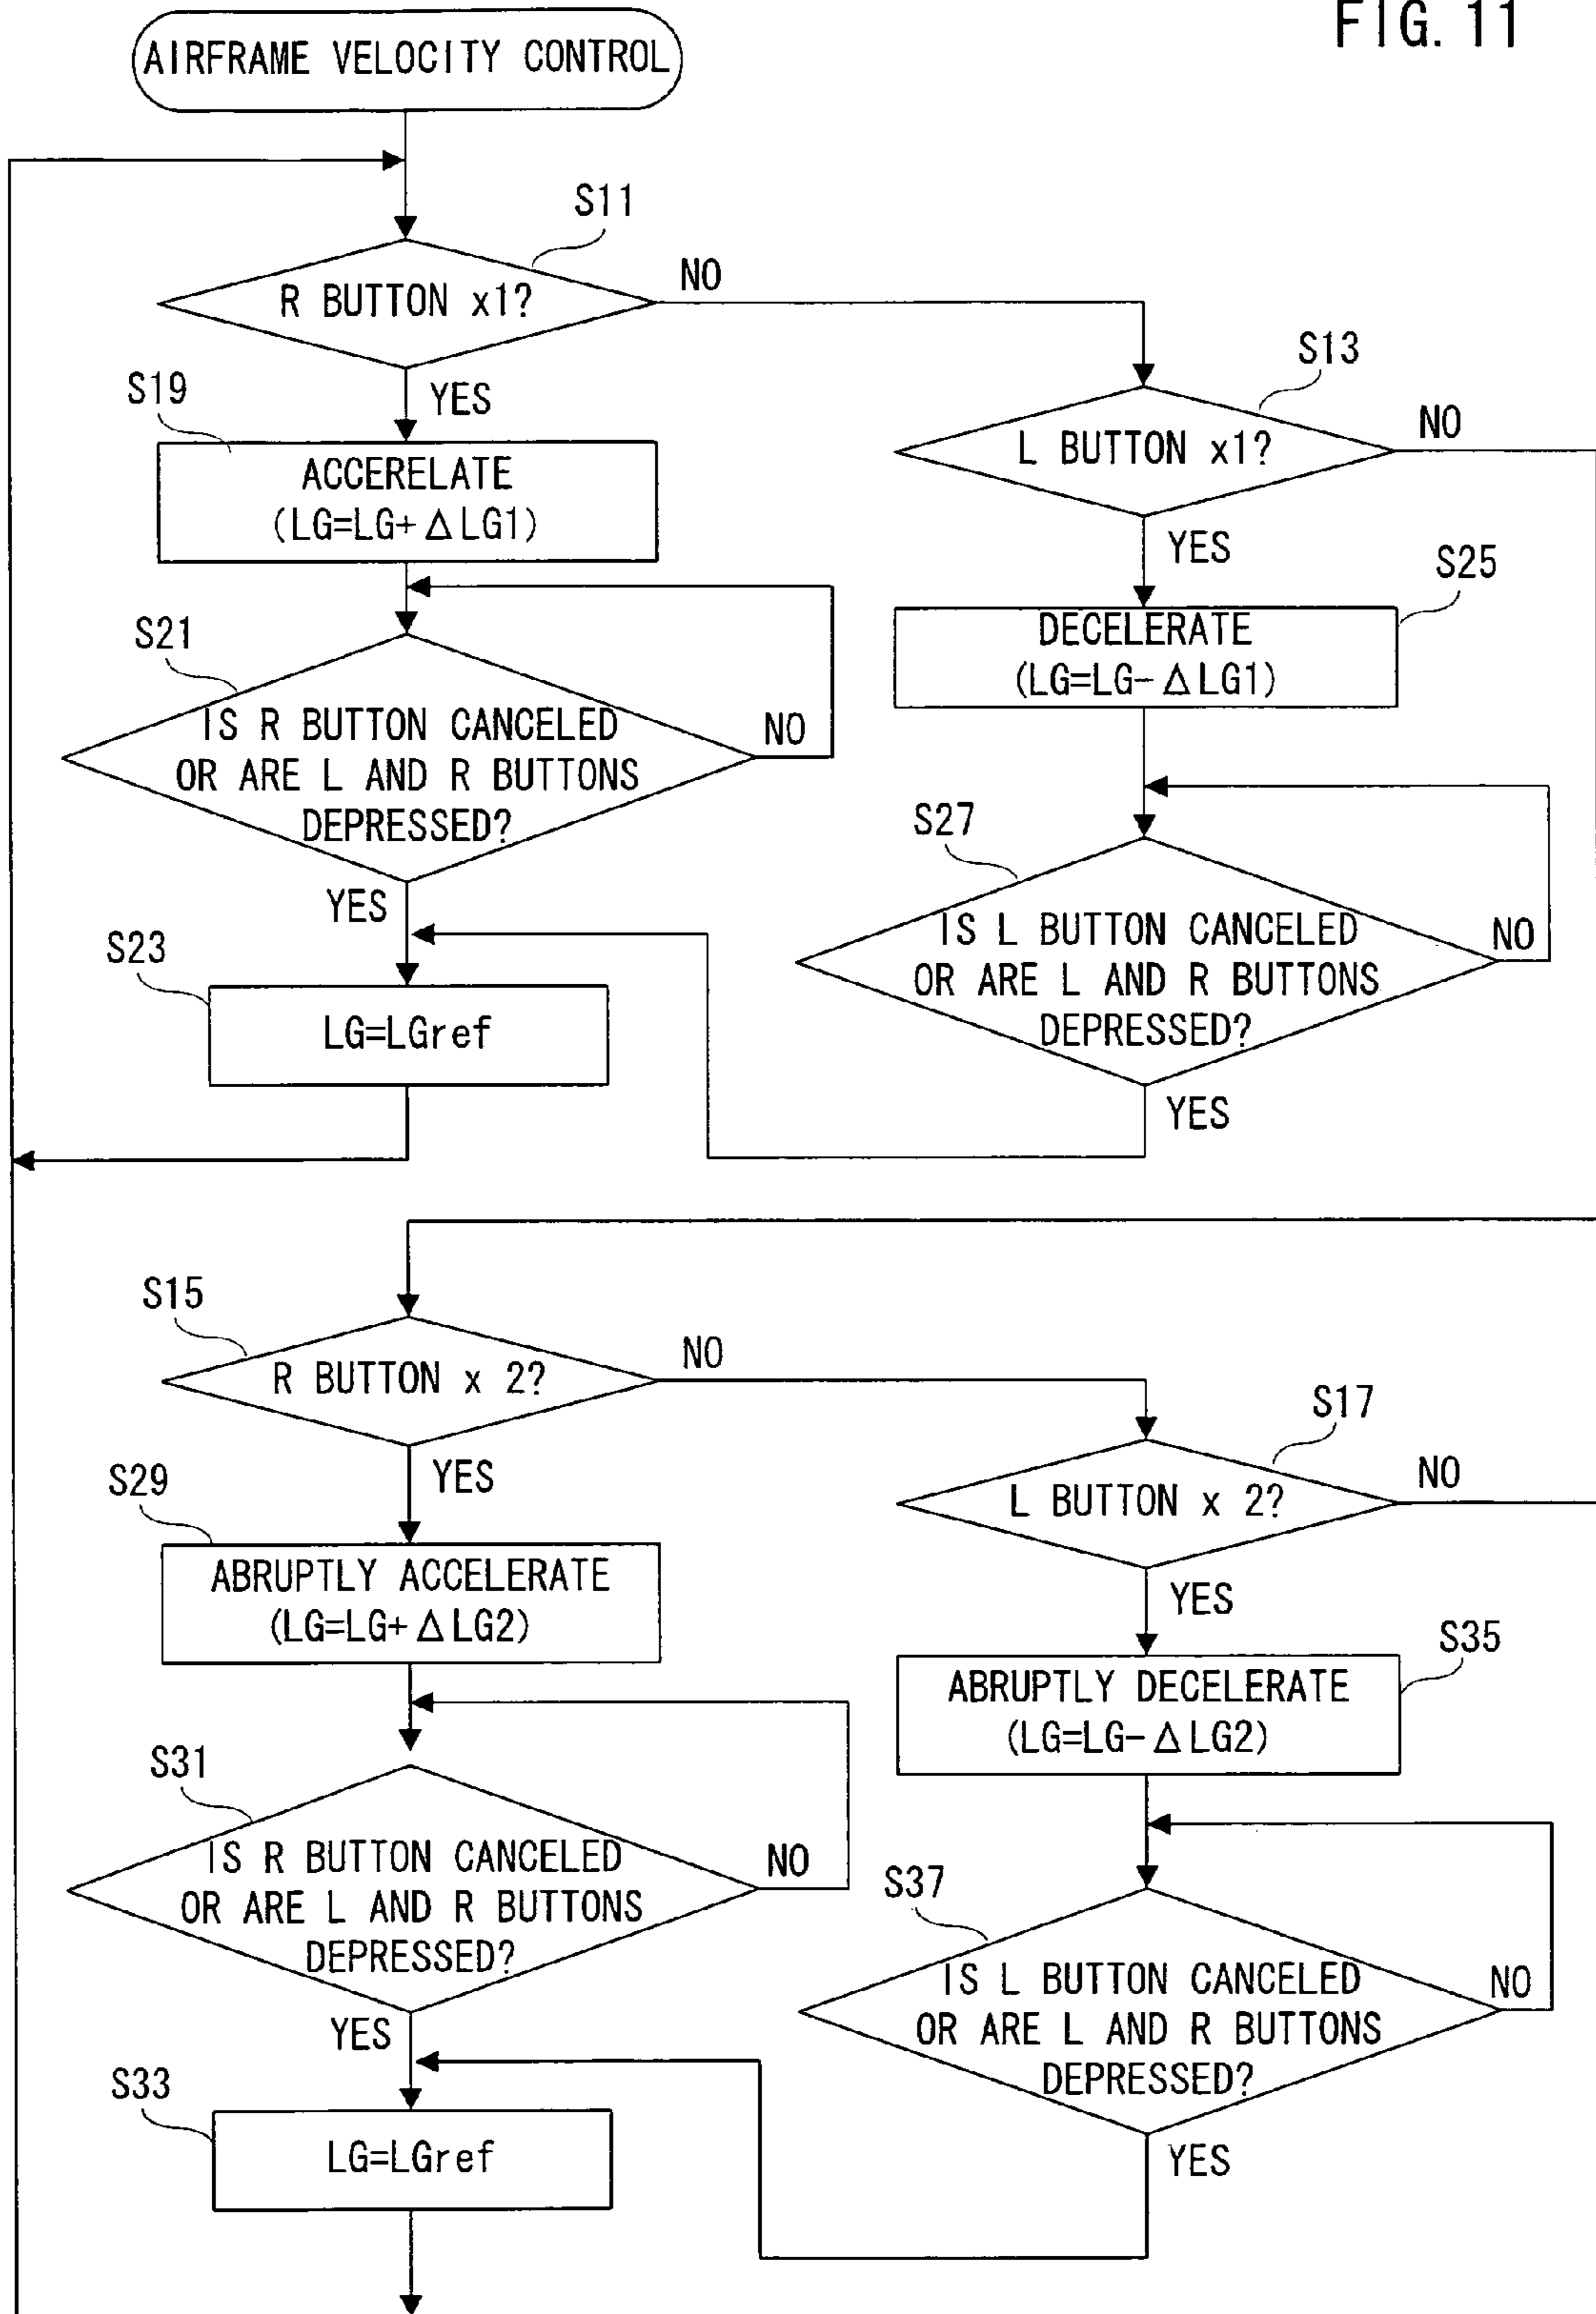 FIG. 11
AIRFRAME VELOCITY CONTROL
S11
R BUTTON x1?
NO
YES
S13
L BUTTON x1?
NO
YES
S19
ACCERELATE
(LG=LG+ΔLG1)
S25
DECELERATE
(LG=LG-ΔLG1)
S21
IS R BUTTON CANCELED
OR ARE L AND R BUTTONS
DEPRESSED?
NO
YES
S27
IS L BUTTON CANCELED
OR ARE L AND R BUTTONS
DEPRESSED?
NO
YES
S23
LG=LGref
S15
R BUTTON x 2?
NO
YES
S17
L BUTTON x 2?
NO
YES
S29
ABRUPTLY ACCELERATE
(LG=LG+ΔLG2)
S35
ABRUPTLY DECELERATE
(LG=LG-ΔLG2)
S31
IS R BUTTON CANCELED
OR ARE L AND R BUTTONS
DEPRESSED?
NO
YES
S37
IS L BUTTON CANCELED
OR ARE L AND R BUTTONS
DEPRESSED?
NO
YES
S33
LG=LGref